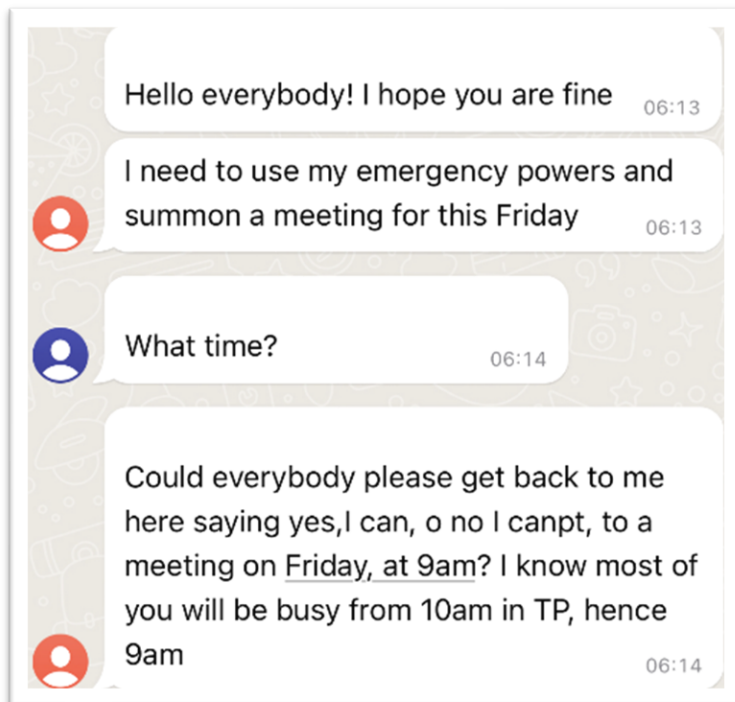 Hello everybody! I hope you are fine 06:13
I need to use my emergency powers and
summon a meeting for this Friday 06:13
What time? 06:14
Could everybody please get back to me
here saying yes,I can, o no I canpt, to a
meeting on Friday, at 9am? I know most of
you will be busy from 10am in TP, hence
9am 06:14